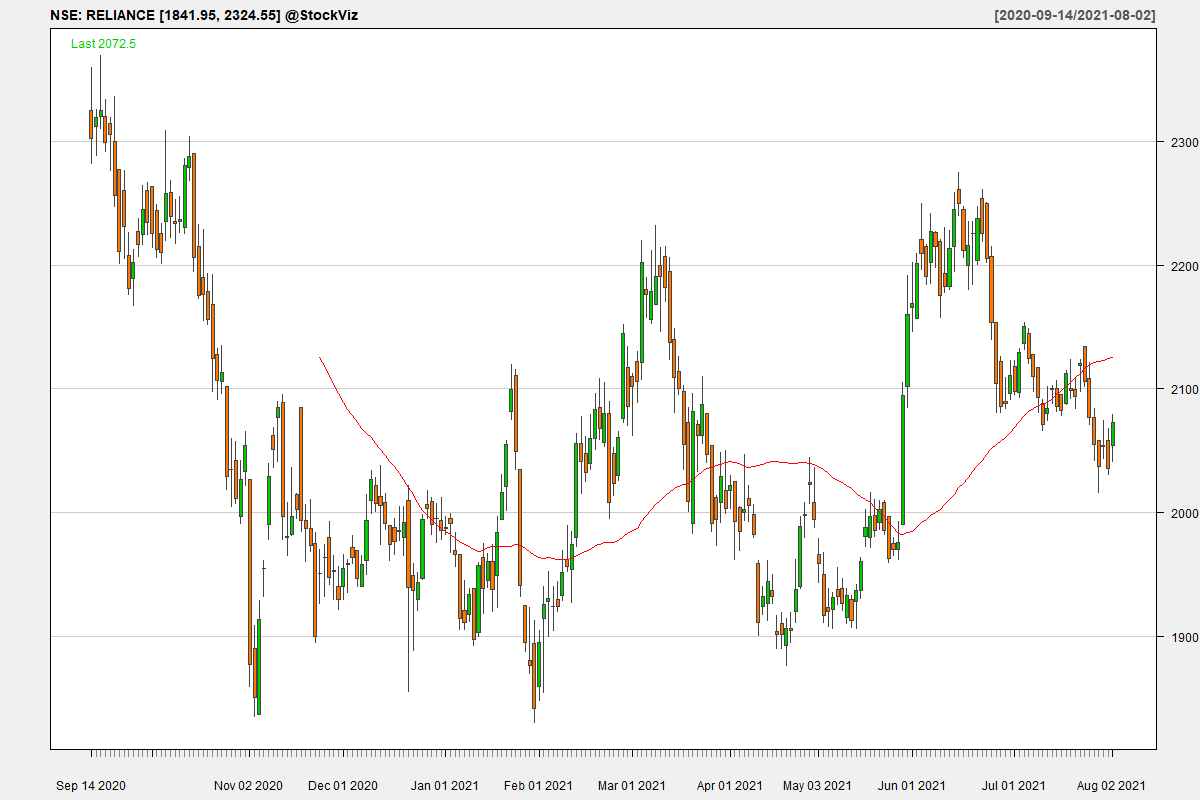 NSE: RELIANCE [1841.95, 2324.55] @StockViz
[2020-09-14/2021-08-02]
Last 2072.5
2300
2200
2100
2000
1900
Sep 14 2020
Nov 02 2020
Dec 01 2020
Jan 01 2021
Feb 01 2021
Mar 01 2021
Apr 01 2021
May 03 2021
Jun 01 2021
Jul 01 2021
Aug 02 2021